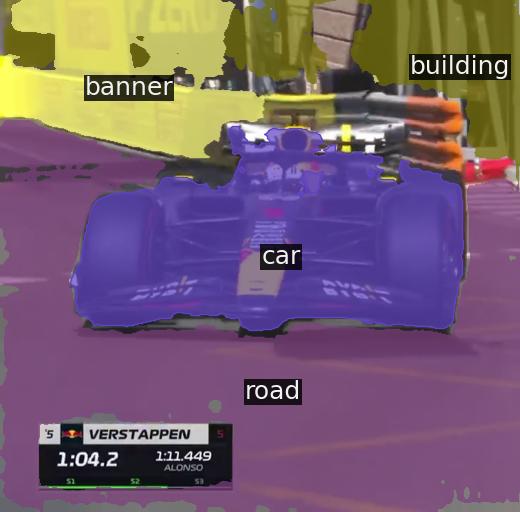 building
banner
car
road
'5 VERSTAPPEN 5
1:04.2 1:11.449
ALONSO
S1 S2 S3